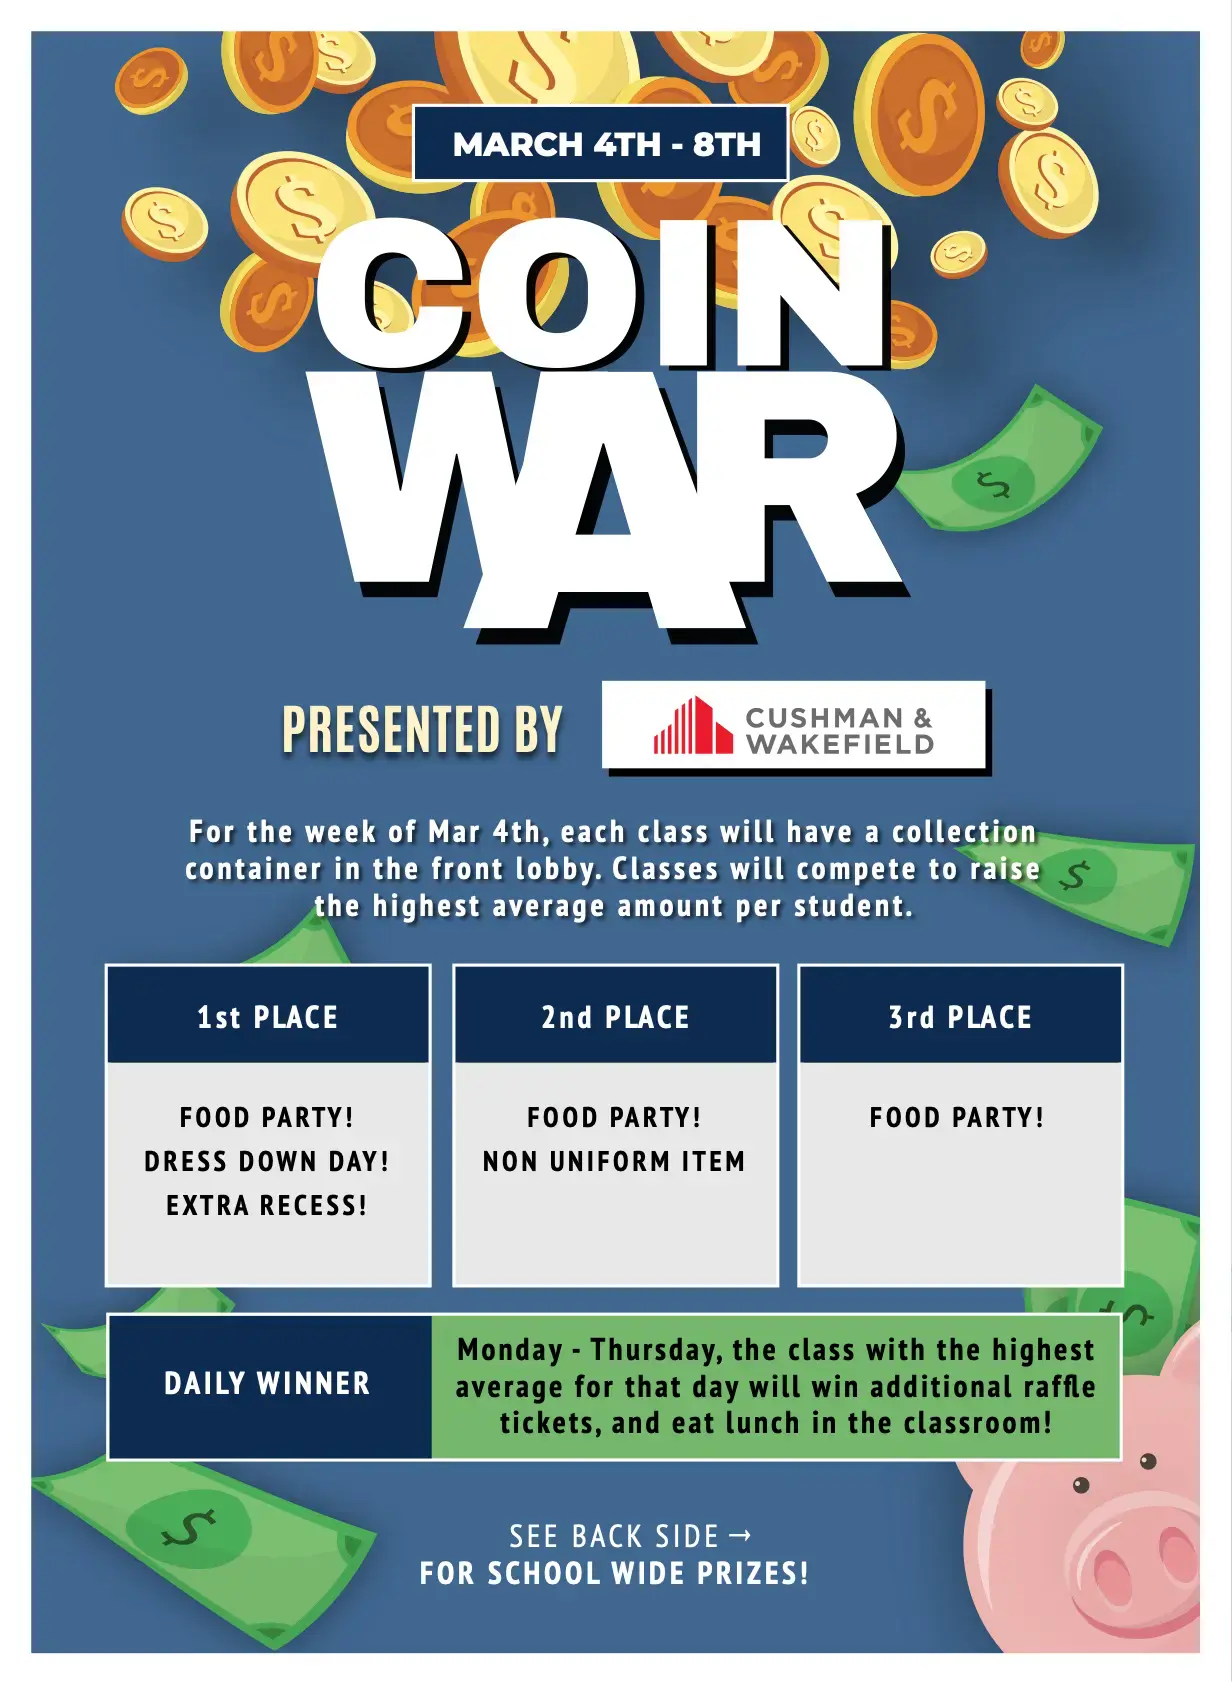 MARCH 4TH - 8TH
COIN
WAR
PRESENTED BY
CUSHMAN &
WAKEFIELD
For the week of Mar 4th, each class will have a collection
container in the front lobby. Classes will compete to raise
the highest average amount per student.
1st PLACE
FOOD PARTY!
DRESS DOWN DAY!
EXTRA RECESS!
2nd PLACE
FOOD PARTY!
NON UNIFORM ITEM
3rd PLACE
FOOD PARTY!
DAILY WINNER
Monday - Thursday, the class with the highest
average for that day will win additional raffle
tickets, and eat lunch in the classroom!
SEE BACK SIDE →
FOR SCHOOL WIDE PRIZES!